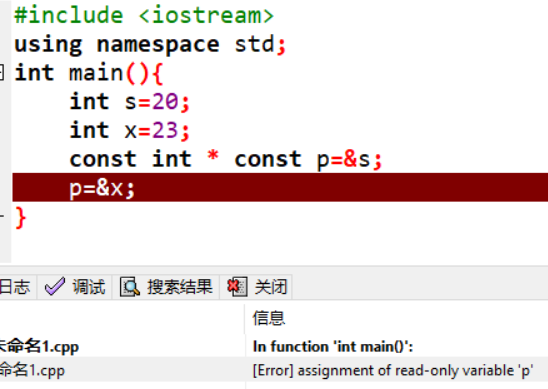 #include <iostream>
using namespace std;
int main(){
    int s=20;
    int x=23;
    const int * const p=&s;
    p=&x;
}
日志 调试 搜索结果 关闭
信息
未命名1.cpp In function 'int main()':
命名1.cpp [Error] assignment of read-only variable 'p'